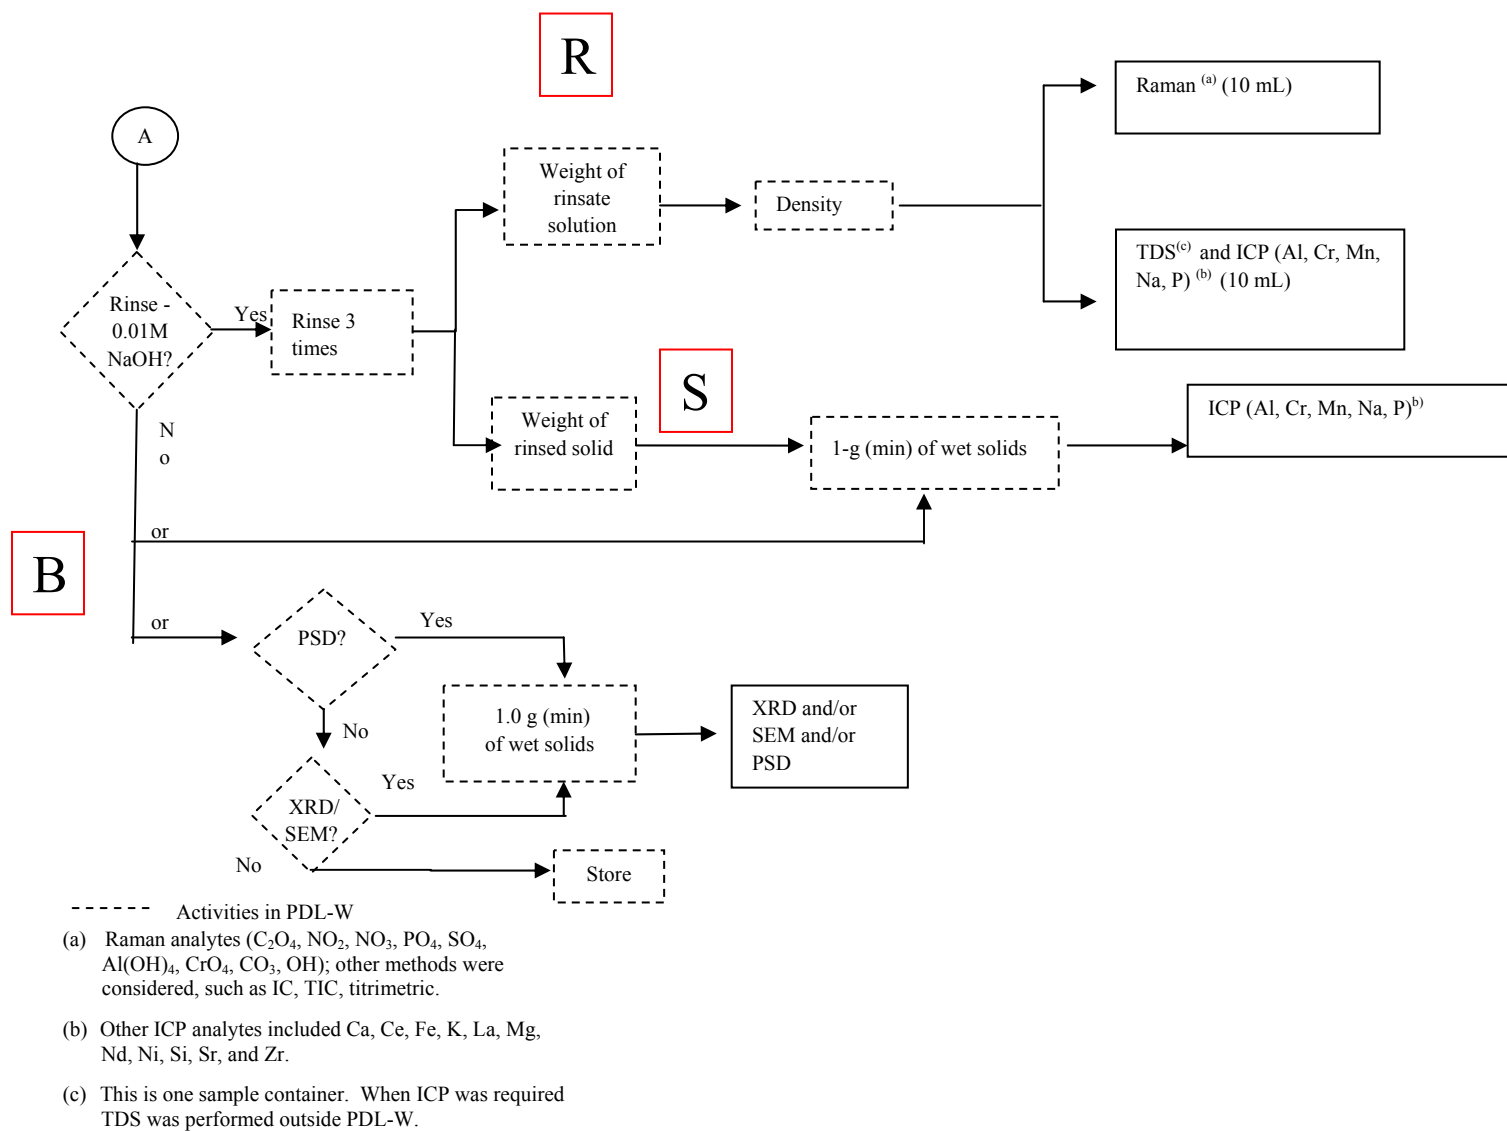 R
A
Raman (a) (10 mL)
Weight of
rinsate
solution
Density
TDS(c) and ICP (Al, Cr, Mn,
Na, P) (b) (10 mL)
Rinse -
0.01M
NaOH?
Yes
Rinse 3
times
S
Weight of
rinsed solid
1-g (min) of wet solids
ICP (Al, Cr, Mn, Na, P)b)
N
o
or
B
or
PSD?
Yes
No
1.0 g (min)
of wet solids
XRD and/or
SEM and/or
PSD
XRD/
SEM?
Yes
No
Store
Activities in PDL-W
(a) Raman analytes (C₂O₄, NO₂, NO₃, PO₄, SO₄,
Al(OH)₄, CrO₄, CO₃, OH); other methods were
considered, such as IC, TIC, titrimetric.
(b) Other ICP analytes included Ca, Ce, Fe, K, La, Mg,
Nd, Ni, Si, Sr, and Zr.
(c) This is one sample container. When ICP was required
TDS was performed outside PDL-W.